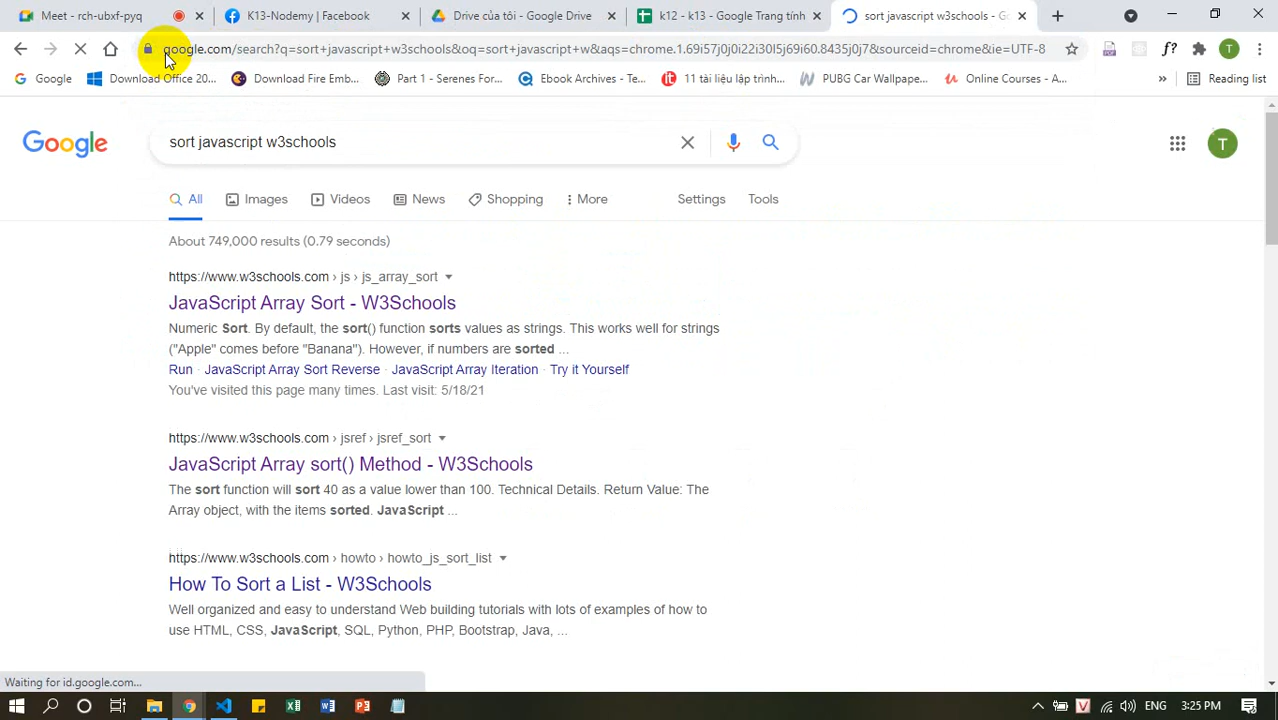 Meet - rch-ubxf-pyq
K13-Nodemy | Facebook
Drive của tôi - Google Drive
k12 - k13 - Google Trang tính
sort javascript w3schools - G
google.com/search?q=sort+javascript+w3schools&oq=sort+javascript+w&aqs=chrome.1.69i57j0j0i22i30l5j69i60.8435j0j7&sourceid=chrome&ie=UTF-8
Google
Download Office 20...
Download Fire Emb...
Part 1 - Serenes For...
Ebook Archives - Te...
11 tài liệu lập trình...
PUBG Car Wallpape...
Online Courses - A...
»
Reading list
Google
sort javascript w3schools
T
All
Images
Videos
News
Shopping
More
Settings
Tools
About 749,000 results (0.79 seconds)
https://www.w3schools.com › js › js_array_sort
JavaScript Array Sort - W3Schools
Numeric Sort. By default, the sort() function sorts values as strings. This works well for strings
("Apple" comes before "Banana"). However, if numbers are sorted ...
Run · JavaScript Array Sort Reverse · JavaScript Array Iteration · Try it Yourself
You've visited this page many times. Last visit: 5/18/21
https://www.w3schools.com › jsref › jsref_sort
JavaScript Array sort() Method - W3Schools
The sort function will sort 40 as a value lower than 100. Technical Details. Return Value: The
Array object, with the items sorted. JavaScript ...
https://www.w3schools.com › howto › howto_js_sort_list
How To Sort a List - W3Schools
Well organized and easy to understand Web building tutorials with lots of examples of how to
use HTML, CSS, JavaScript, SQL, Python, PHP, Bootstrap, Java, ...
Waiting for id.google.com...
ENG
3:25 PM